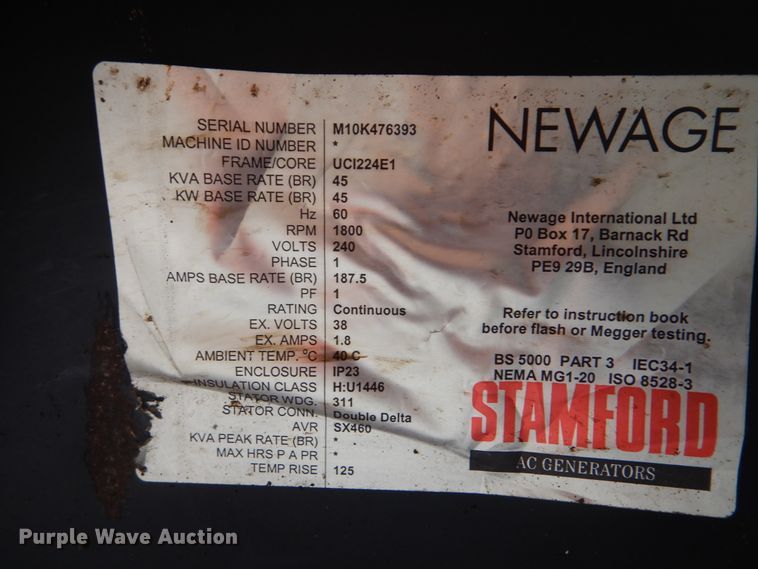 SERIAL NUMBER M10K476393
MACHINE ID NUMBER *
FRAME/CORE UCI224E1
KVA BASE RATE (BR) 45
KW BASE RATE (BR) 45
Hz 60
RPM 1800
VOLTS 240
PHASE 1
AMPS BASE RATE (BR) 187.5
PF 1
RATING Continuous
EX. VOLTS 38
EX. AMPS 1.8
AMBIENT TEMP. °C 40 C
ENCLOSURE IP23
INSULATION CLASS H:U1446
STATOR WDG. 311
STATOR CONN. Double Delta
AVR SX460
KVA PEAK RATE (BR) *
MAX HRS P A PR *
TEMP RISE 125
NEWAGE
Newage International Ltd
PO Box 17, Barnack Rd
Stamford, Lincolnshire
PE9 29B, England
Refer to instruction book
before flash or Megger testing.
BS 5000 PART 3 IEC34-1
NEMA MG1-20 ISO 8528-3
STAMFORD
AC GENERATORS
Purple Wave Auction